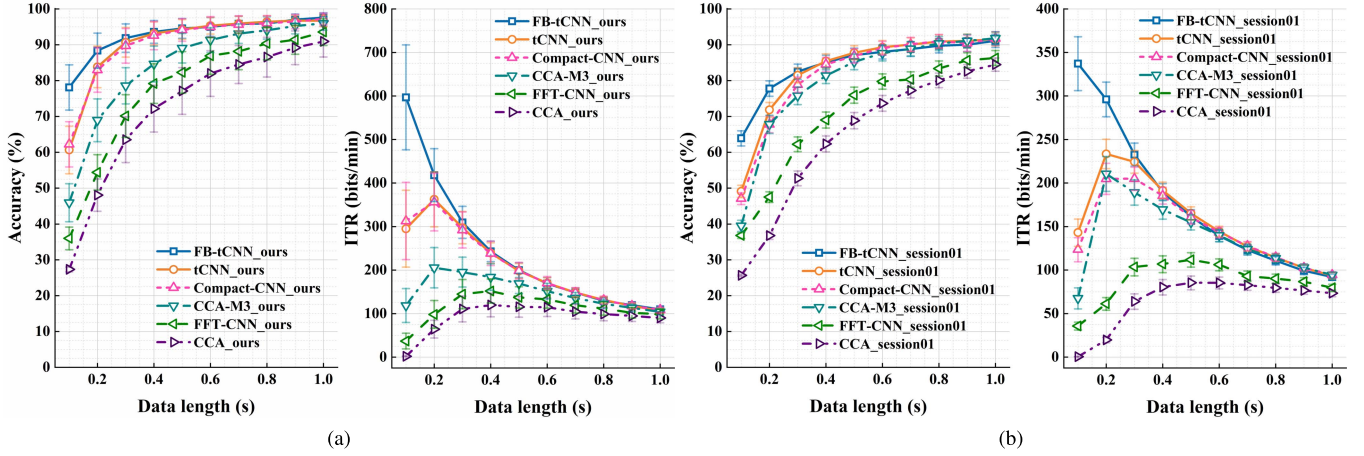 100
90
80
70
60
50
40
30
20
10
0
Accuracy (%)
FB-tCNN_ours
tCNN_ours
Compact-CNN_ours
CCA-M3_ours
FFT-CNN_ours
CCA_ours
0.2 0.4 0.6 0.8 1.0
Data length (s)
800
700
600
500
400
300
200
100
0
ITR (bits/min)
FB-tCNN_ours
tCNN_ours
Compact-CNN_ours
CCA-M3_ours
FFT-CNN_ours
CCA_ours
0.2 0.4 0.6 0.8 1.0
Data length (s)
(a)
100
90
80
70
60
50
40
30
20
10
0
Accuracy (%)
FB-tCNN_session01
tCNN_session01
Compact-CNN_session01
CCA-M3_session01
FFT-CNN_session01
CCA_session01
0.2 0.4 0.6 0.8 1.0
Data length (s)
400
350
300
250
200
150
100
50
0
ITR (bits/min)
FB-tCNN_session01
tCNN_session01
Compact-CNN_session01
CCA-M3_session01
FFT-CNN_session01
CCA_session01
0.2 0.4 0.6 0.8 1.0
Data length (s)
(b)